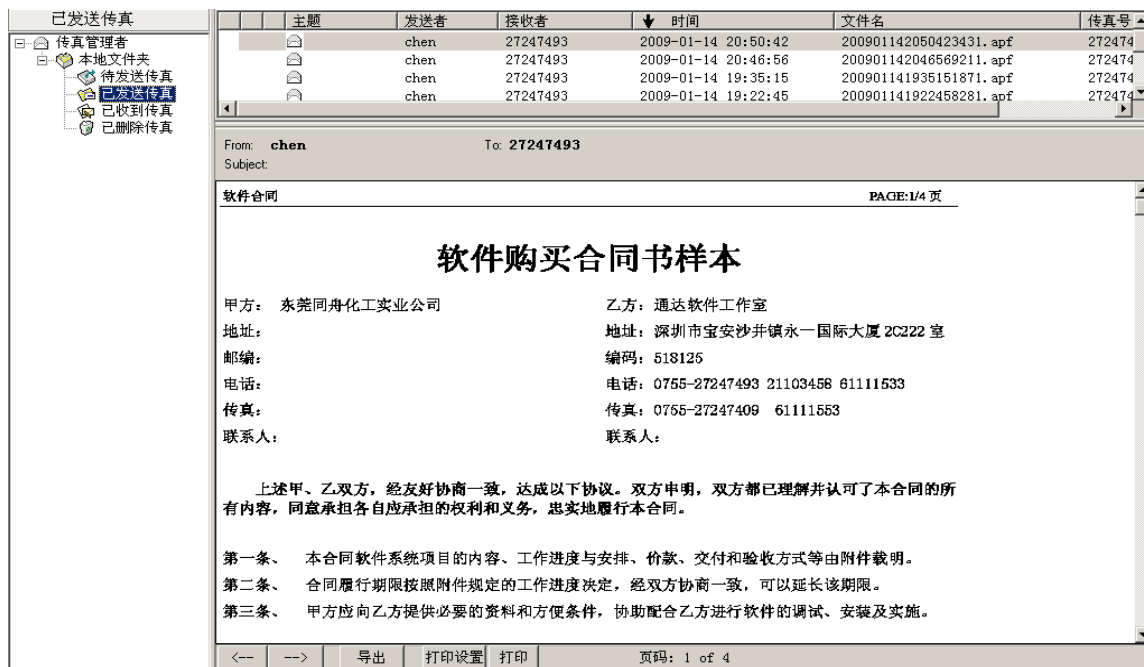 已发送传真
传真管理者
本地文件夹
待发送传真
已发送传真
已收到传真
已删除传真
主题 发送者 接收者 时间 文件名 传真号
chen 27247493 2009-01-14 20:50:42 200901142050423431.apf 272474
chen 27247493 2009-01-14 20:46:56 200901142046569211.apf 272474
chen 27247493 2009-01-14 19:35:15 200901141935151871.apf 272474
chen 27247493 2009-01-14 19:22:45 200901141922458281.apf 272474
From: chen To: 27247493
Subject:
软件合同 PAGE:1/4 页
软件购买合同书样本
甲方： 东莞同舟化工实业公司 乙方：通达软件工作室
地址： 地址：深圳市宝安沙井镇永一国际大厦 2C222 室
邮编： 编码：518125
电话： 电话：0755-27247493 21103458 61111533
传真： 传真：0755-27247409 61111553
联系人： 联系人：
上述甲、乙双方，经友好协商一致，达成以下协议。双方申明，双方都已理解并认可了本合同的所
有内容，同意承担各自应承担的权利和义务，忠实地履行本合同。
第一条、 本合同软件系统项目的内容、工作进度与安排、价款、交付和验收方式等由附件载明。
第二条、 合同履行期限按照附件规定的工作进度决定，经双方协商一致，可以延长该期限。
第三条、 甲方应向乙方提供必要的资料和方便条件，协助配合乙方进行软件的调试、安装及实施。
<-- --> 导出 打印设置 打印 页码: 1 of 4